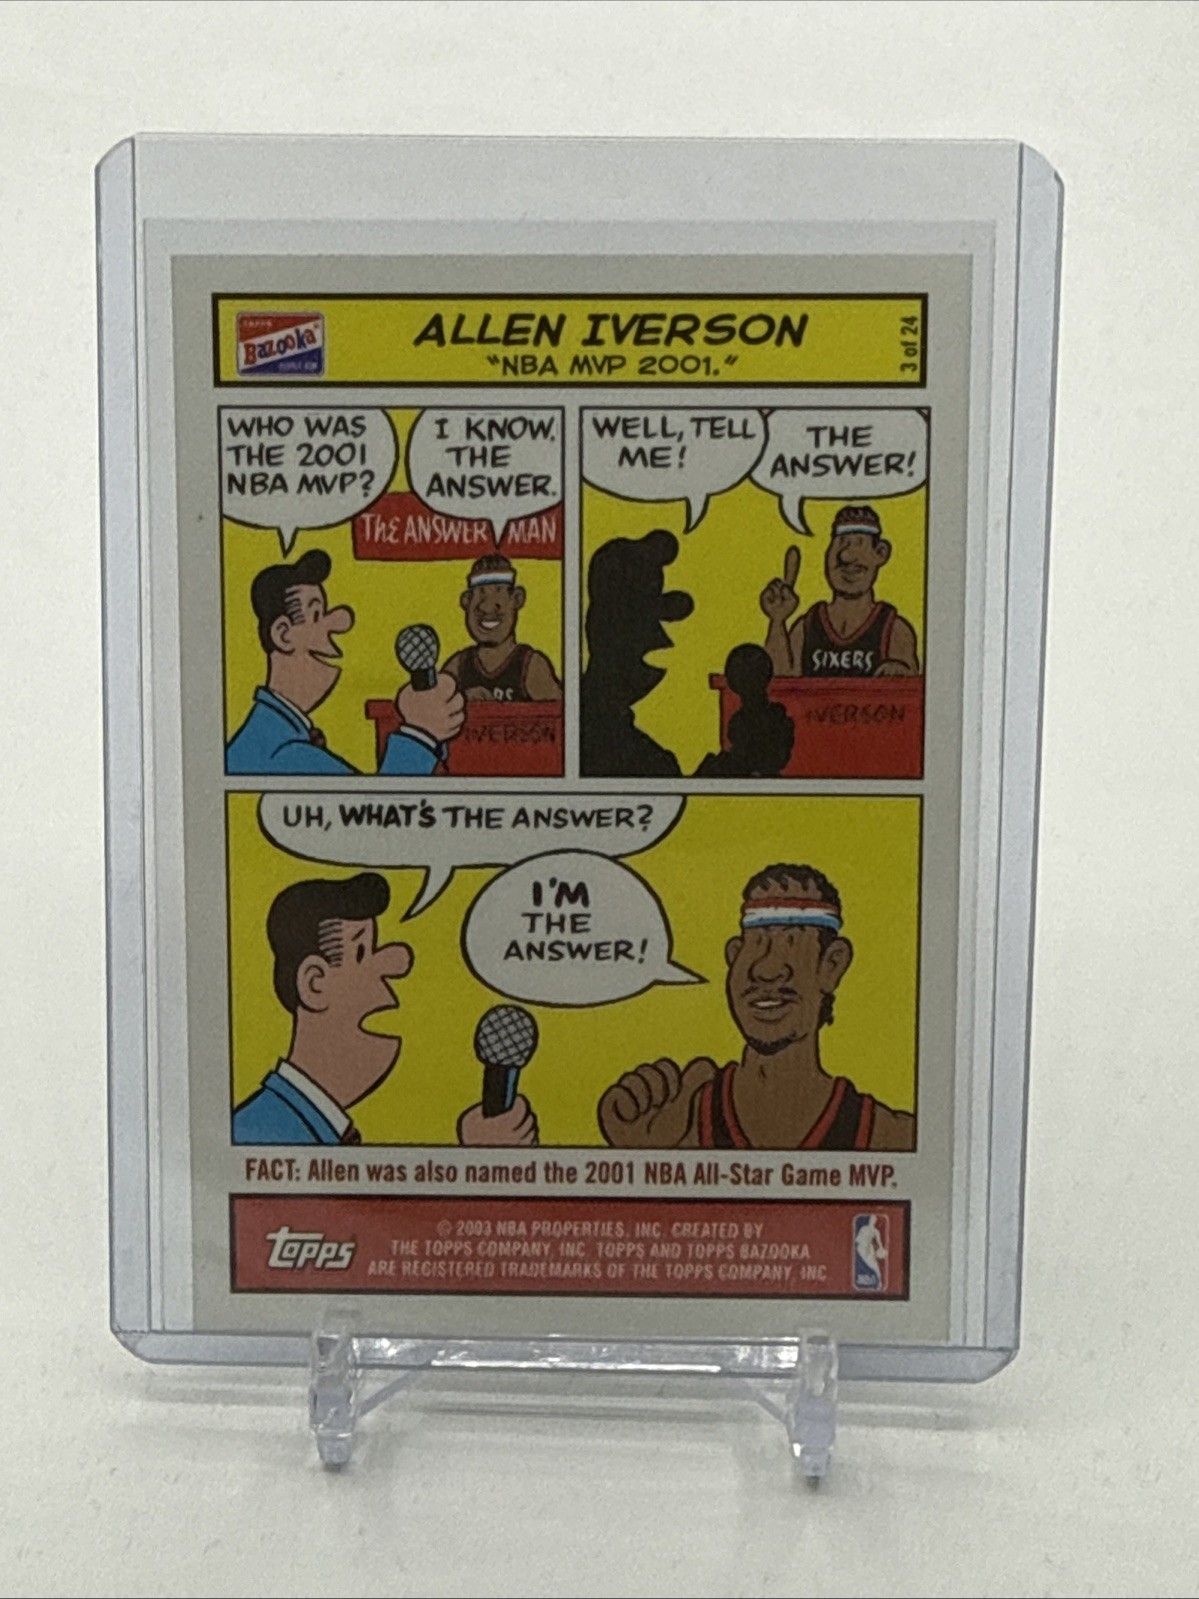 TOPPS
Bazooka
ALLEN IVERSON
"NBA MVP 2001."
3 of 24
WHO WAS
THE 2001
NBA MVP?
I KNOW.
THE
ANSWER.
THE ANSWER MAN
RS
IVERSON
WELL, TELL
ME!
THE
ANSWER!
SIXERS
IVERSON
UH, WHAT'S THE ANSWER?
I'M
THE
ANSWER!
FACT: Allen was also named the 2001 NBA All-Star Game MVP.
topps
© 2003 NBA PROPERTIES, INC. CREATED BY
THE TOPPS COMPANY, INC. TOPPS AND TOPPS BAZOOKA
ARE REGISTERED TRADEMARKS OF THE TOPPS COMPANY, INC
NBA